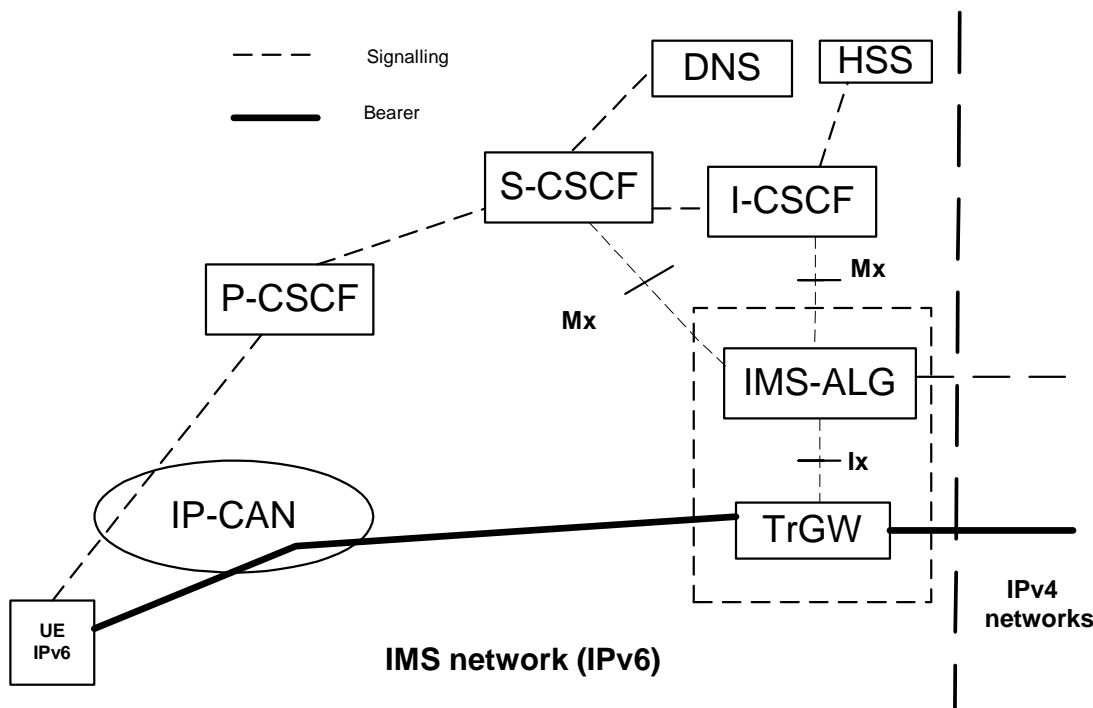 Signalling
Bearer
DNS
HSS
S-CSCF
I-CSCF
P-CSCF
Mx
Mx
IMS-ALG
Ix
IP-CAN
TrGW
UE
IPv6
IPv4
networks
IMS network (IPv6)